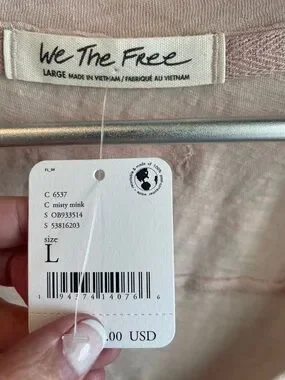 We The Free
LARGE MADE IN VIETNAM / FABRIQUÉ AU VIETNAM
C 6537
C misty mink
S OB933514
S 53816203
size
L
.00 USD